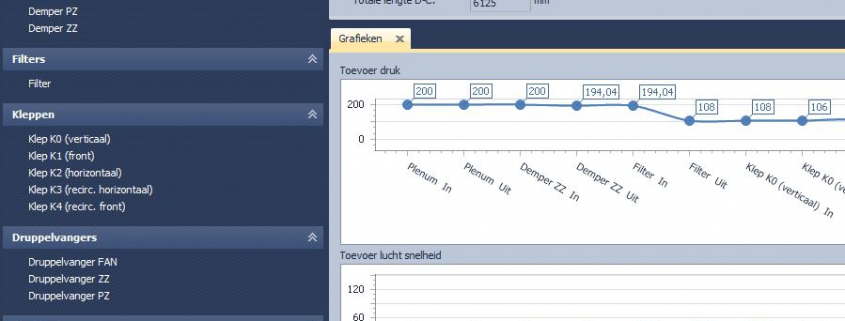 Demper PZ
Demper ZZ
Filters
Filter
Kleppen
Klep K0 (verticaal)
Klep K1 (front)
Klep K2 (horizontaal)
Klep K3 (recirc. horizontaal)
Klep K4 (recirc. front)
Druppelvangers
Druppelvanger FAN
Druppelvanger ZZ
Druppelvanger PZ
Totale lengte D-C: 6125 mm
Grafieken ×
Toevoer druk
200 200 200 194,04 194,04 108 108 106
200
0
Plenum In
Plenum Uit
Demper ZZ In
Demper ZZ Uit
Filter In
Filter Uit
Klep K0 (verticaal) In
Klep K0 (ve
Toevoer lucht snelheid
120
60